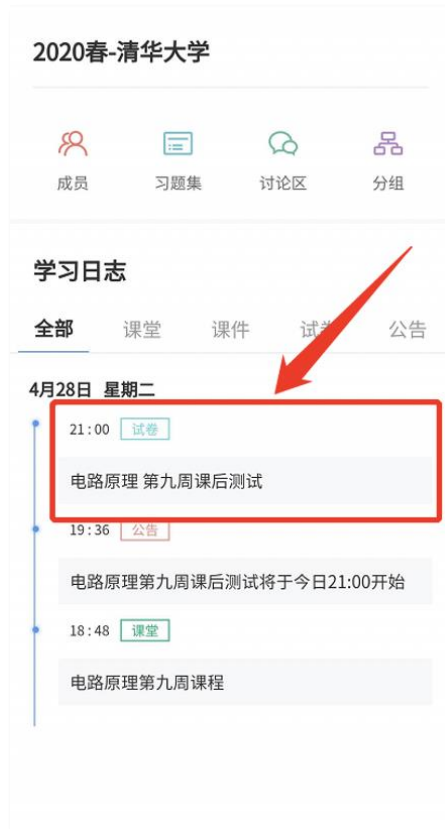 2020春-清华大学
成员 习题集 讨论区 分组
学习日志
全部 课堂 课件 试卷 公告
4月28日 星期二
21:00 试卷
电路原理 第九周课后测试
19:36 公告
电路原理第九周课后测试将于今日21:00开始
18:48 课堂
电路原理第九周课程